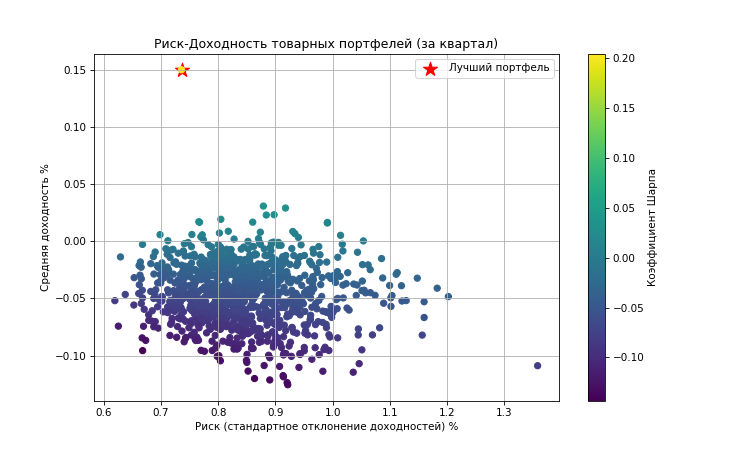 Риск-Доходность товарных портфелей (за квартал)
Лучший портфель
Средняя доходность %
0.15
0.10
0.05
0.00
−0.05
−0.10
0.6 0.7 0.8 0.9 1.0 1.1 1.2 1.3
Риск (стандартное отклонение доходностей) %
0.20
0.15
0.10
0.05
0.00
−0.05
−0.10
Коэффициент Шарпа